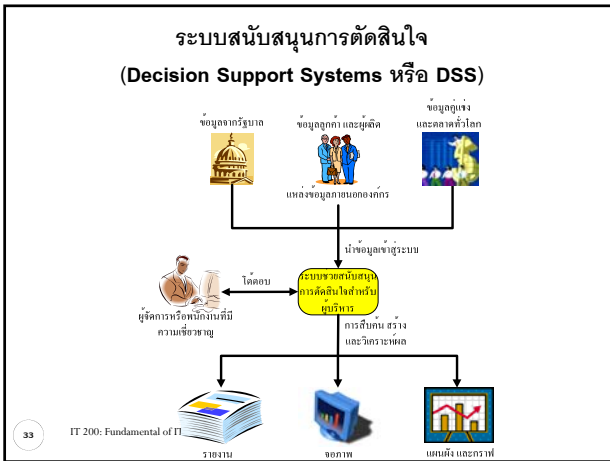 ระบบสนับสนุนการตัดสินใจ
(Decision Support Systems หรือ DSS)
ข้อมูลจากรัฐบาล
ข้อมูลลูกค้า และผู้ผลิต
ข้อมูลคู่แข่ง
และตลาดทั่วโลก
แหล่งข้อมูลภายนอกองค์กร
นำข้อมูลเข้าสู่ระบบ
โต้ตอบ
ระบบช่วยสนับสนุน
การตัดสินใจสำหรับ
ผู้บริหาร
ผู้จัดการหรือพนักงานที่มี
ความเชี่ยวชาญ
การสืบค้น สร้าง
และวิเคราะห์ผล
33
IT 200: Fundamental of
รายงาน
จอภาพ
แผนผัง และกราฟ